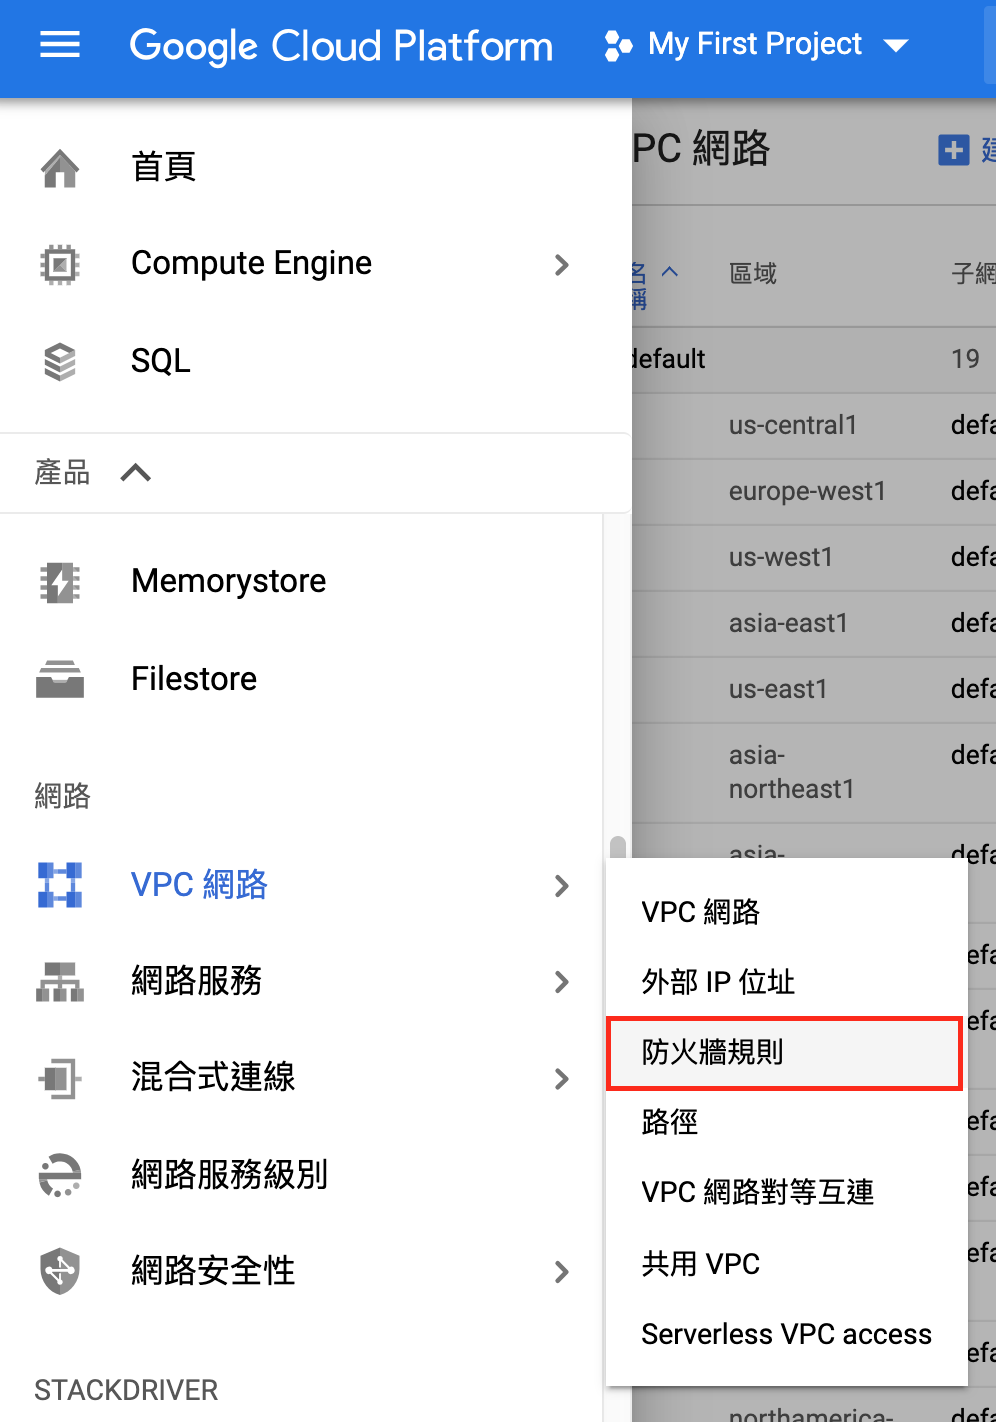 Google Cloud Platform
My First Project
首頁
Compute Engine
SQL
產品
Memorystore
Filestore
網路
VPC 網路
網路服務
混合式連線
網路服務級別
網路安全性
STACKDRIVER
VPC 網路
外部 IP 位址
防火牆規則
路徑
VPC 網路對等互連
共用 VPC
Serverless VPC access
PC 網路
建
名稱
區域
子網
default
19
us-central1
defa
europe-west1
defa
us-west1
defa
asia-east1
defa
us-east1
defa
asia-
northeast1
defa
asia-
defa
efa
efa
efa
efa
efa
efa
northamerica-
defa